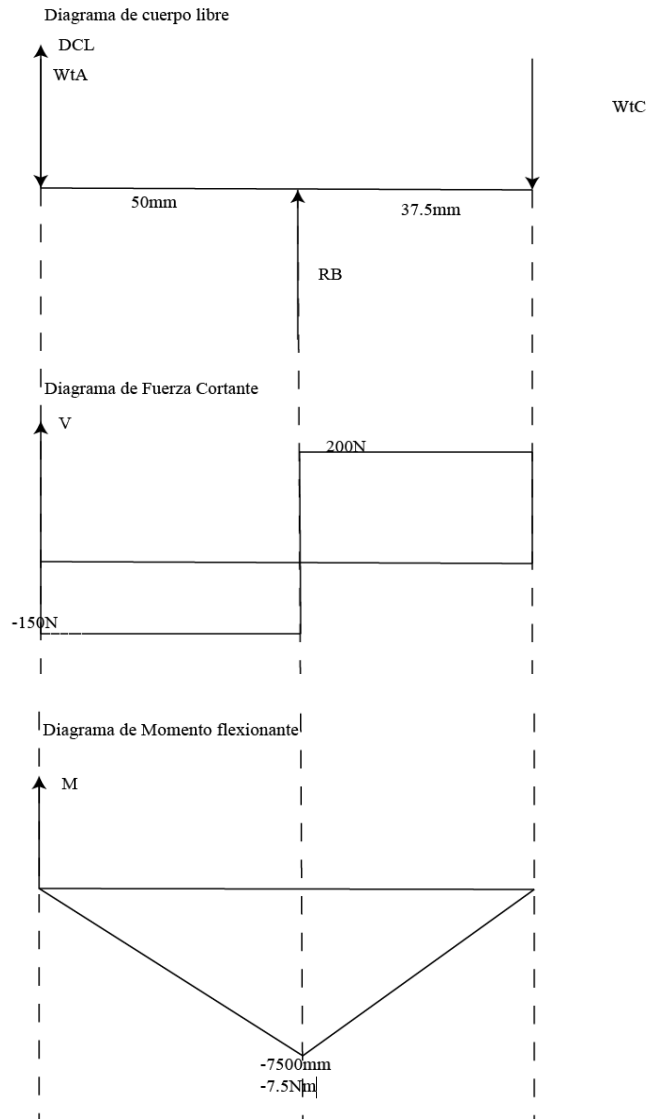 Diagrama de cuerpo libre
DCL
WtA
WtC
50mm
37.5mm
RB
Diagrama de Fuerza Cortante
V
200N
-150N
Diagrama de Momento flexionante
M
-7500mm
-7.5Nm